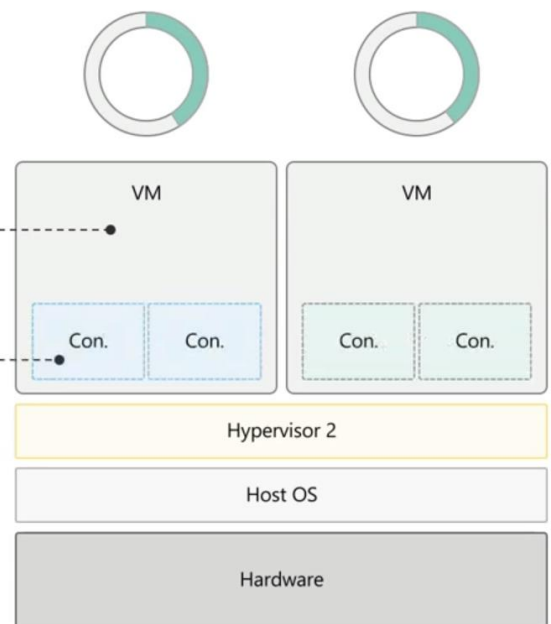 VM
VM
Con.
Con.
Con.
Con.
Hypervisor 2
Host OS
Hardware